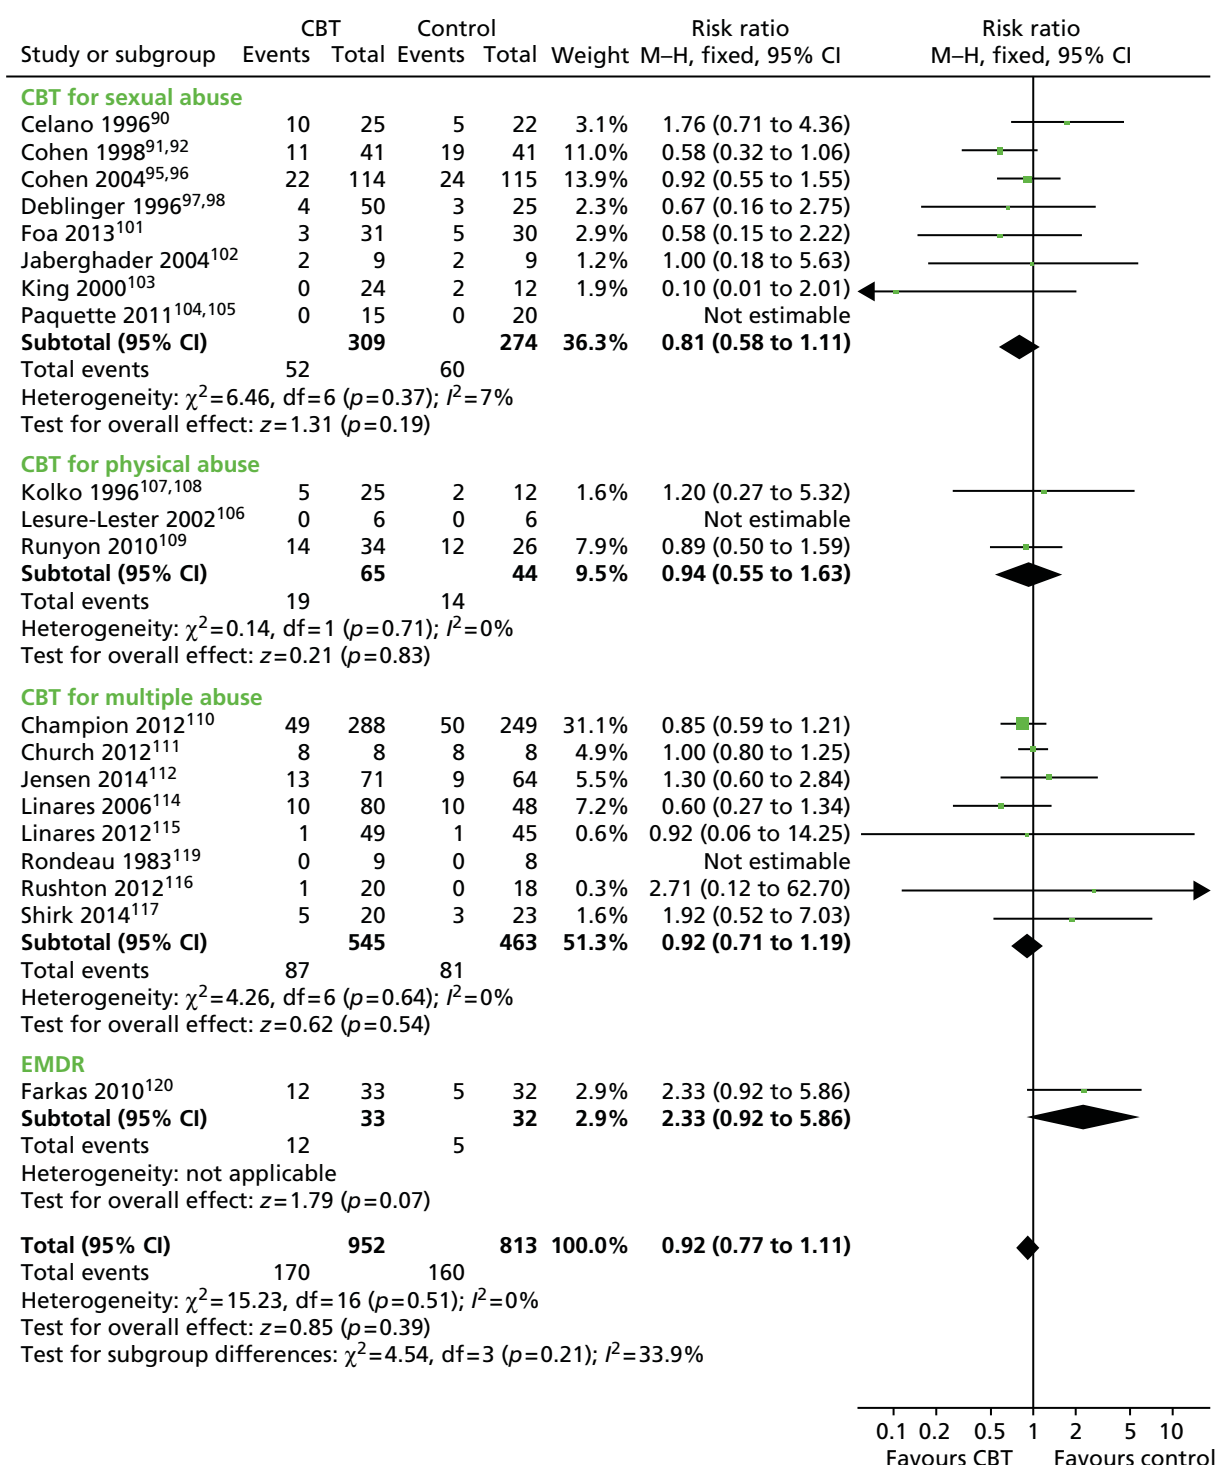 CBT Control Risk ratio Risk ratio
Study or subgroup Events Total Events Total Weight M–H, fixed, 95% CI M–H, fixed, 95% CI
CBT for sexual abuse
Celano 1996⁹⁰ 10 25 5 22 3.1% 1.76 (0.71 to 4.36)
Cohen 1998⁹¹,⁹² 11 41 19 41 11.0% 0.58 (0.32 to 1.06)
Cohen 2004⁹⁵,⁹⁶ 22 114 24 115 13.9% 0.92 (0.55 to 1.55)
Deblinger 1996⁹⁷,⁹⁸ 4 50 3 25 2.3% 0.67 (0.16 to 2.75)
Foa 2013¹⁰¹ 3 31 5 30 2.9% 0.58 (0.15 to 2.22)
Jaberghader 2004¹⁰² 2 9 2 9 1.2% 1.00 (0.18 to 5.63)
King 2000¹⁰³ 0 24 2 12 1.9% 0.10 (0.01 to 2.01)
Paquette 2011¹⁰⁴,¹⁰⁵ 0 15 0 20 Not estimable
Subtotal (95% CI) 309 274 36.3% 0.81 (0.58 to 1.11)
Total events 52 60
Heterogeneity: χ²=6.46, df=6 (p=0.37); I²=7%
Test for overall effect: z=1.31 (p=0.19)
CBT for physical abuse
Kolko 1996¹⁰⁷,¹⁰⁸ 5 25 2 12 1.6% 1.20 (0.27 to 5.32)
Lesure-Lester 2002¹⁰⁶ 0 6 0 6 Not estimable
Runyon 2010¹⁰⁹ 14 34 12 26 7.9% 0.89 (0.50 to 1.59)
Subtotal (95% CI) 65 44 9.5% 0.94 (0.55 to 1.63)
Total events 19 14
Heterogeneity: χ²=0.14, df=1 (p=0.71); I²=0%
Test for overall effect: z=0.21 (p=0.83)
CBT for multiple abuse
Champion 2012¹¹⁰ 49 288 50 249 31.1% 0.85 (0.59 to 1.21)
Church 2012¹¹¹ 8 8 8 8 4.9% 1.00 (0.80 to 1.25)
Jensen 2014¹¹² 13 71 9 64 5.5% 1.30 (0.60 to 2.84)
Linares 2006¹¹⁴ 10 80 10 48 7.2% 0.60 (0.27 to 1.34)
Linares 2012¹¹⁵ 1 49 1 45 0.6% 0.92 (0.06 to 14.25)
Rondeau 1983¹¹⁹ 0 9 0 8 Not estimable
Rushton 2012¹¹⁶ 1 20 0 18 0.3% 2.71 (0.12 to 62.70)
Shirk 2014¹¹⁷ 5 20 3 23 1.6% 1.92 (0.52 to 7.03)
Subtotal (95% CI) 545 463 51.3% 0.92 (0.71 to 1.19)
Total events 87 81
Heterogeneity: χ²=4.26, df=6 (p=0.64); I²=0%
Test for overall effect: z=0.62 (p=0.54)
EMDR
Farkas 2010¹²⁰ 12 33 5 32 2.9% 2.33 (0.92 to 5.86)
Subtotal (95% CI) 33 32 2.9% 2.33 (0.92 to 5.86)
Total events 12 5
Heterogeneity: not applicable
Test for overall effect: z=1.79 (p=0.07)
Total (95% CI) 952 813 100.0% 0.92 (0.77 to 1.11)
Total events 170 160
Heterogeneity: χ²=15.23, df=16 (p=0.51); I²=0%
Test for overall effect: z=0.85 (p=0.39)
Test for subgroup differences: χ²=4.54, df=3 (p=0.21); I²=33.9%
0.1 0.2 0.5 1 2 5 10
Favours CBT Favours control